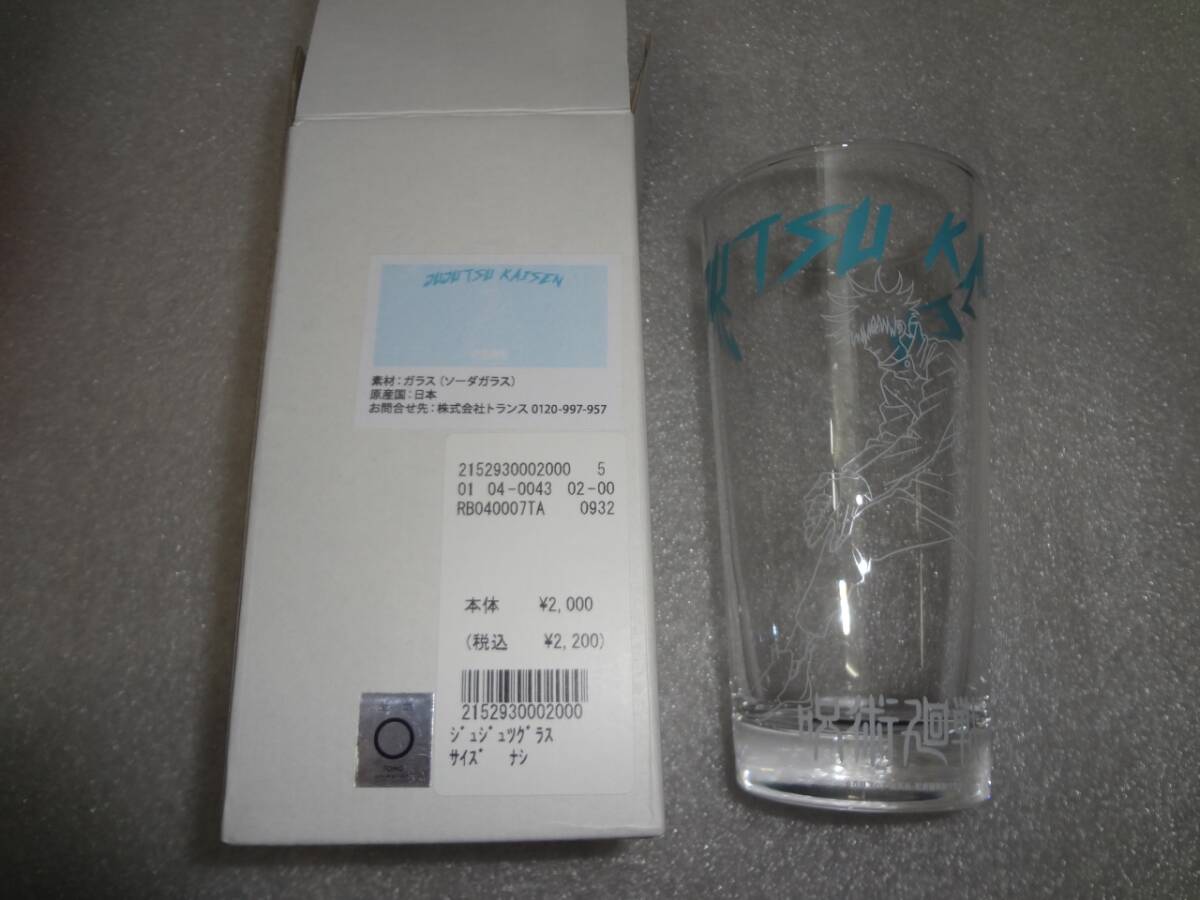 JUJUTSU KAISEN
素材：ガラス（ソーダガラス）
原産国：日本
お問合せ先：株式会社トランス 0120-997-957
2152930002000 5
01 04-0043 02-00
RB040007TA 0932
本体 ¥2,000
(税込 ¥2,200)
2152930002000
ｼﾞｭｼﾞｭﾂｸﾞﾗｽ
ｻｲｽﾞ ﾅｼ
TOHO
JUTSU KA
呪術廻戦